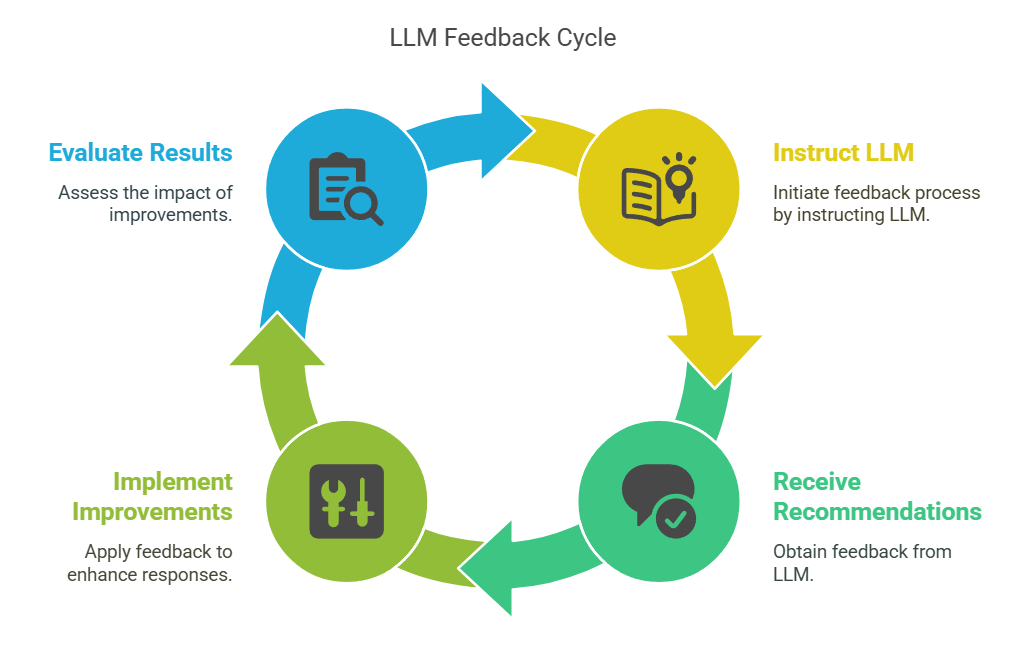 LLM Feedback Cycle
Evaluate Results
Assess the impact of
improvements.
Instruct LLM
Initiate feedback process
by instructing LLM.
Implement
Improvements
Apply feedback to
enhance responses.
Receive
Recommendations
Obtain feedback from
LLM.